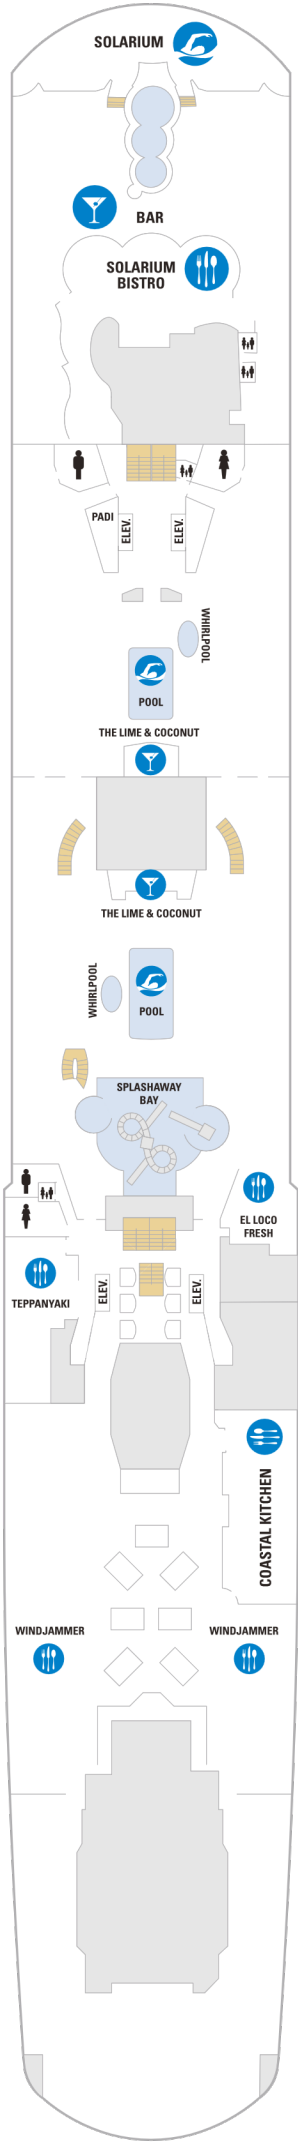 SOLARIUM
BAR
SOLARIUM
BISTRO
PADI
ELEV.
ELEV.
WHIRLPOOL
POOL
THE LIME & COCONUT
THE LIME & COCONUT
WHIRLPOOL
POOL
SPLASHAWAY
BAY
EL LOCO
FRESH
TEPPANYAKI
ELEV.
ELEV.
COASTAL KITCHEN
WINDJAMMER
WINDJAMMER